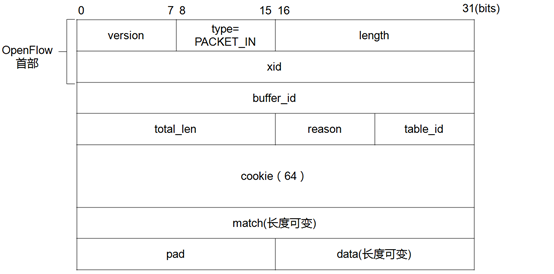 0 7 8 15 16 31(bits)
OpenFlow
首部
version
type=
PACKET_IN
length
xid
buffer_id
total_len reason table_id
cookie（64）
match(长度可变)
pad data(长度可变)